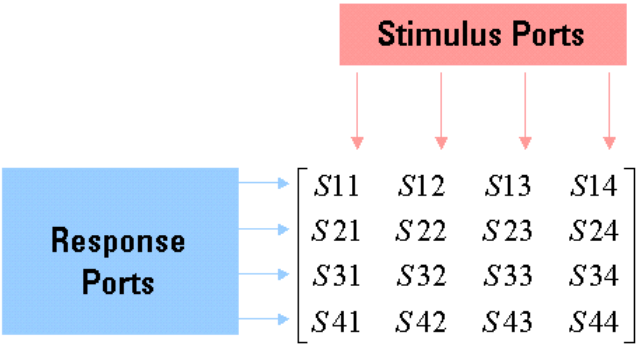 Stimulus Ports
Response
Ports
S11 S12 S13 S14
S21 S22 S23 S24
S31 S32 S33 S34
S41 S42 S43 S44